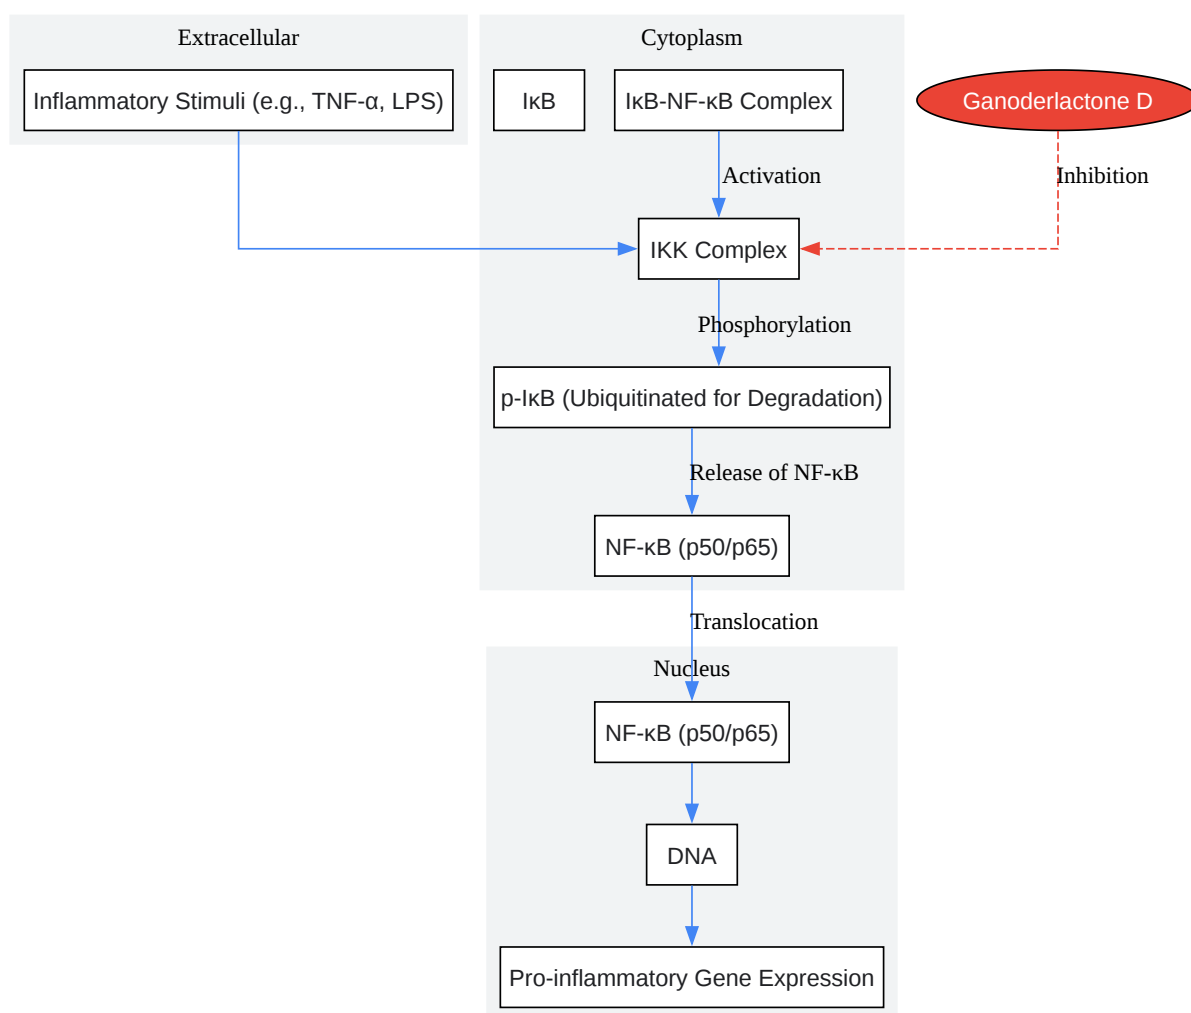 Extracellular
Cytoplasm
Inflammatory Stimuli (e.g., TNF-α, LPS)
IκB
IκB-NF-κB Complex
Ganoderlactone D
Activation
Inhibition
IKK Complex
Phosphorylation
p-IκB (Ubiquitinated for Degradation)
Release of NF-κB
NF-κB (p50/p65)
Translocation
Nucleus
NF-κB (p50/p65)
DNA
Pro-inflammatory Gene Expression